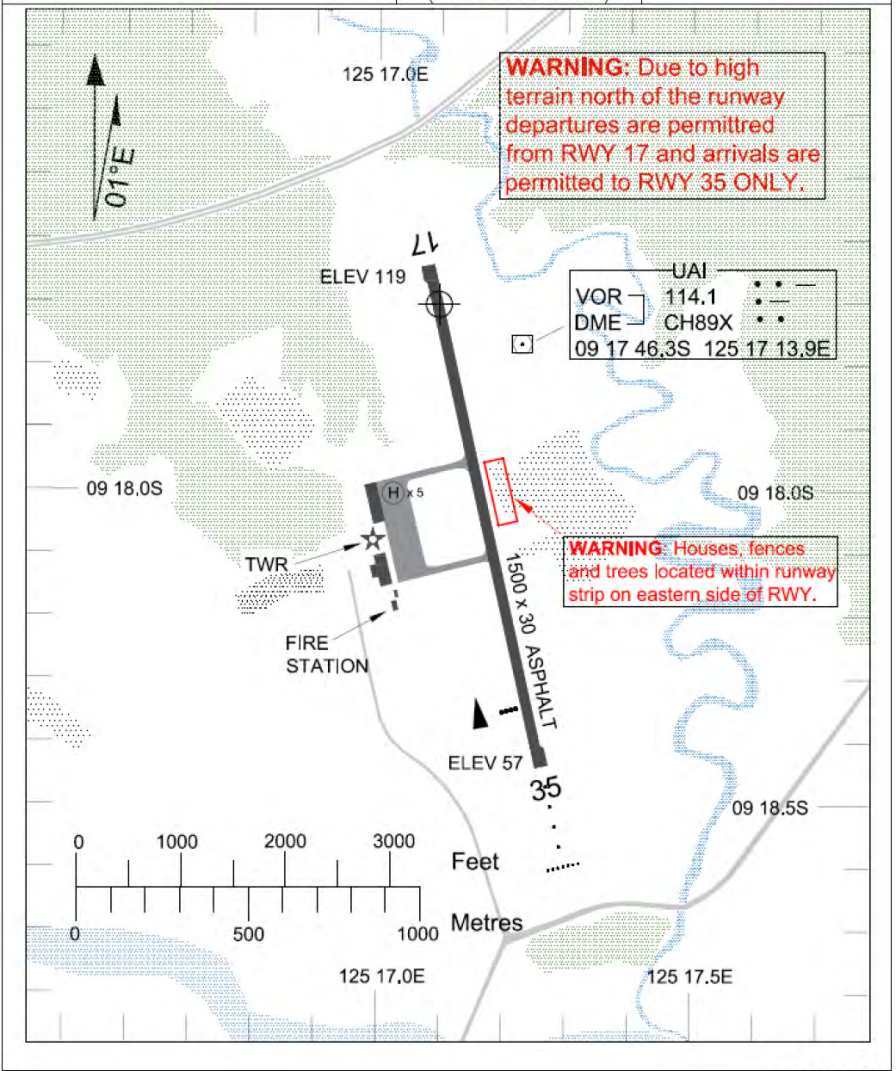 125 17.0E
WARNING: Due to high
terrain north of the runway
departures are permittred
from RWY 17 and arrivals are
permitted to RWY 35 ONLY.
01°E
17
ELEV 119
UAI
VOR 114.1
DME CH89X
09 17 46.3S 125 17 13.9E
09 18.0S
H x 5
09 18.0S
TWR
WARNING: Houses, fences
and trees located within runway
strip on eastern side of RWY.
1500 x 30 ASPHALT
FIRE
STATION
ELEV 57
35
09 18.5S
0 1000 2000 3000
Feet
Metres
0 500 1000
125 17.0E
125 17.5E